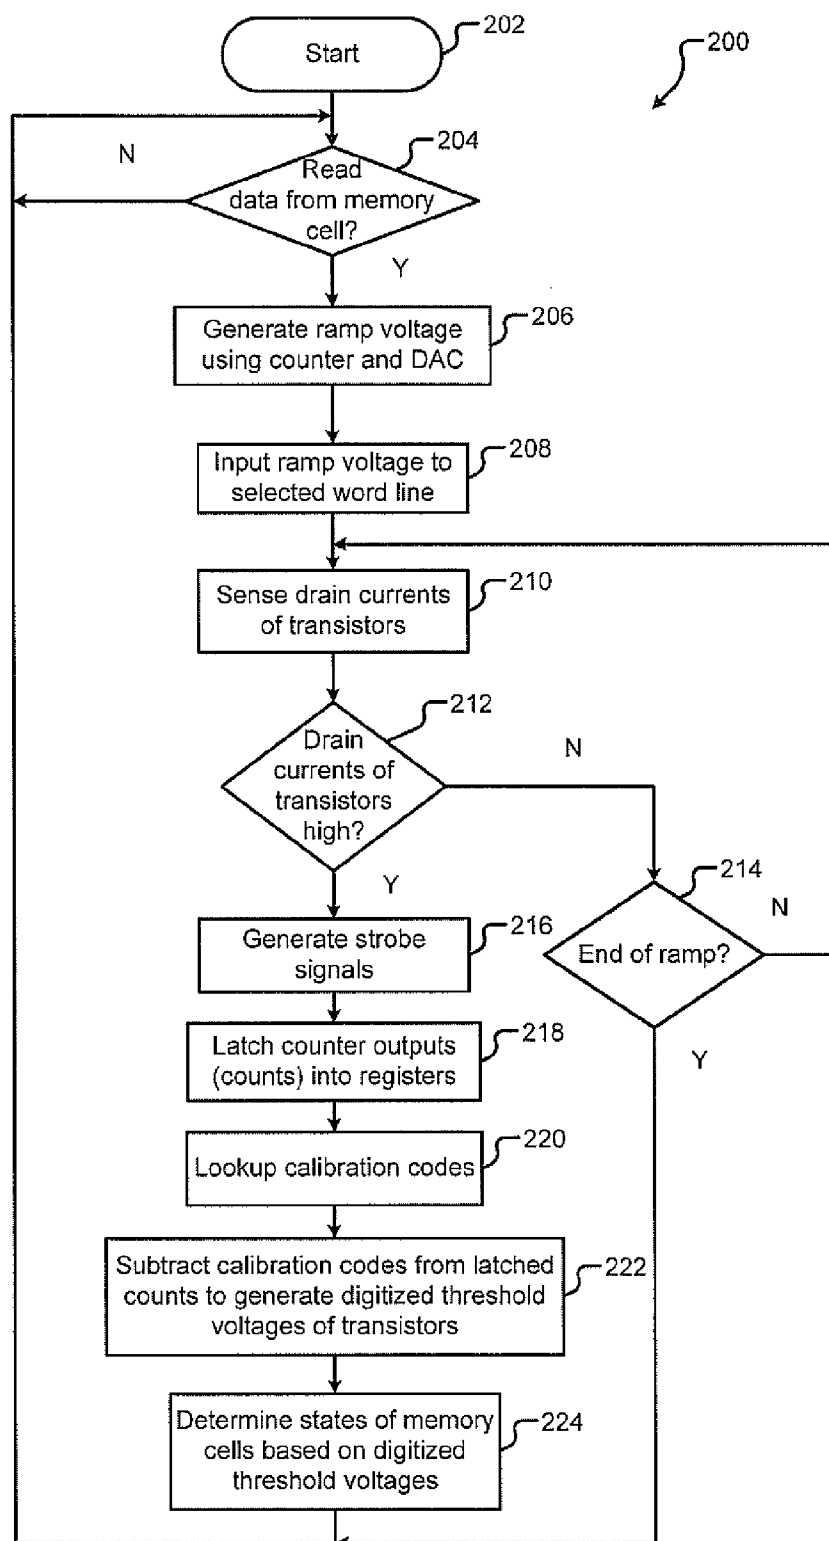 Start
202
200
N
204
Read
data from memory
cell?
Y
Generate ramp voltage
using counter and DAC
206
Input ramp voltage to
selected word line
208
Sense drain currents
of transistors
210
212
Drain
currents of
transistors
high?
N
Y
214
End of ramp?
N
Y
Generate strobe
signals
216
Latch counter outputs
(counts) into registers
218
Lookup calibration codes
220
Subtract calibration codes from latched
counts to generate digitized threshold
voltages of transistors
222
Determine states of memory
cells based on digitized
threshold voltages
224